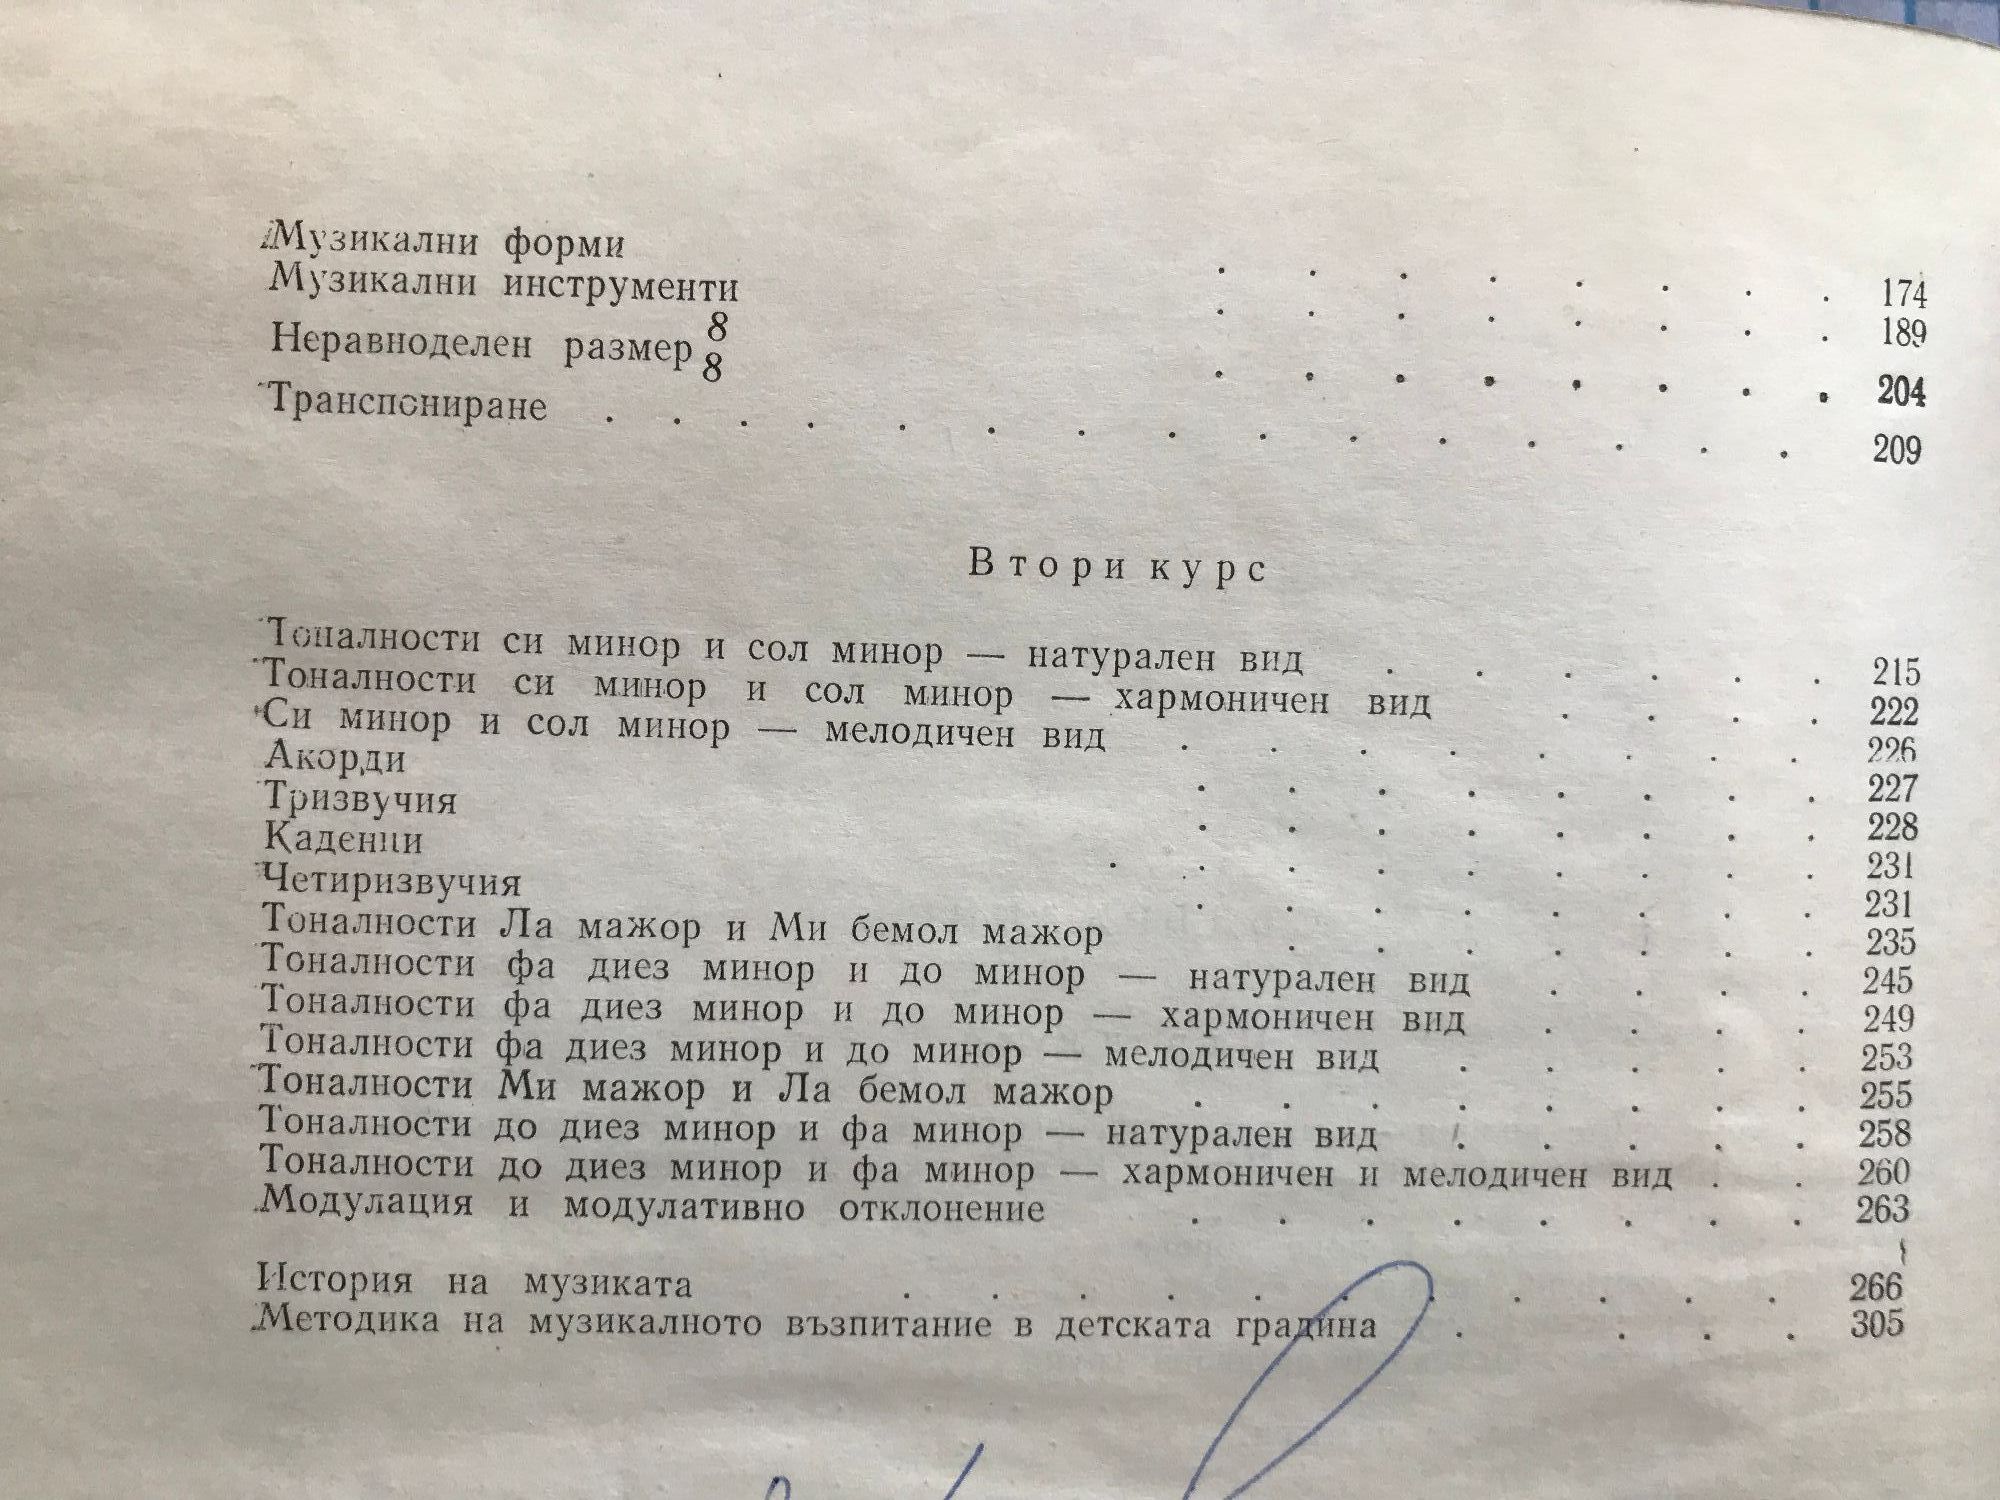 Музикални форми . . . . . . . . 174
Музикални инструменти . . . . . . . . 189
Неравноделен размер 8/8 . . . . . . . . 204
Транспониране . . . . . . . . . . . . . . . 209
Втори курс
Тоналности си минор и сол минор — натурален вид . . . . . . 215
Тоналности си минор и сол минор — хармоничен вид . . . . 222
Си минор и сол минор — мелодичен вид . . . . . . . . 226
Акорди . . . . . . . . 227
Тризвучия . . . . . . . . 228
Каденци . . . . . . . . . 231
Четиризвучия . . . . . . . . 231
Тоналности Ла мажор и Ми бемол мажор . . . . . . . 235
Тоналности фа диез минор и до минор — натурален вид . . . . 245
Тоналности фа диез минор и до минор — хармоничен вид . . . . 249
Тоналности фа диез минор и до минор — мелодичен вид . . . . . 253
Тоналности Ми мажор и Ла бемол мажор . . . . . . . . 255
Тоналности до диез минор и фа минор — натурален вид . . . . . 258
Тоналности до диез минор и фа минор — хармоничен и мелодичен вид . . 260
Модулация и модулативно отклонение . . . . . . . . 263
История на музиката . . . . . . . . . . . 266
Методика на музикалното възпитание в детската градина . . . . 305